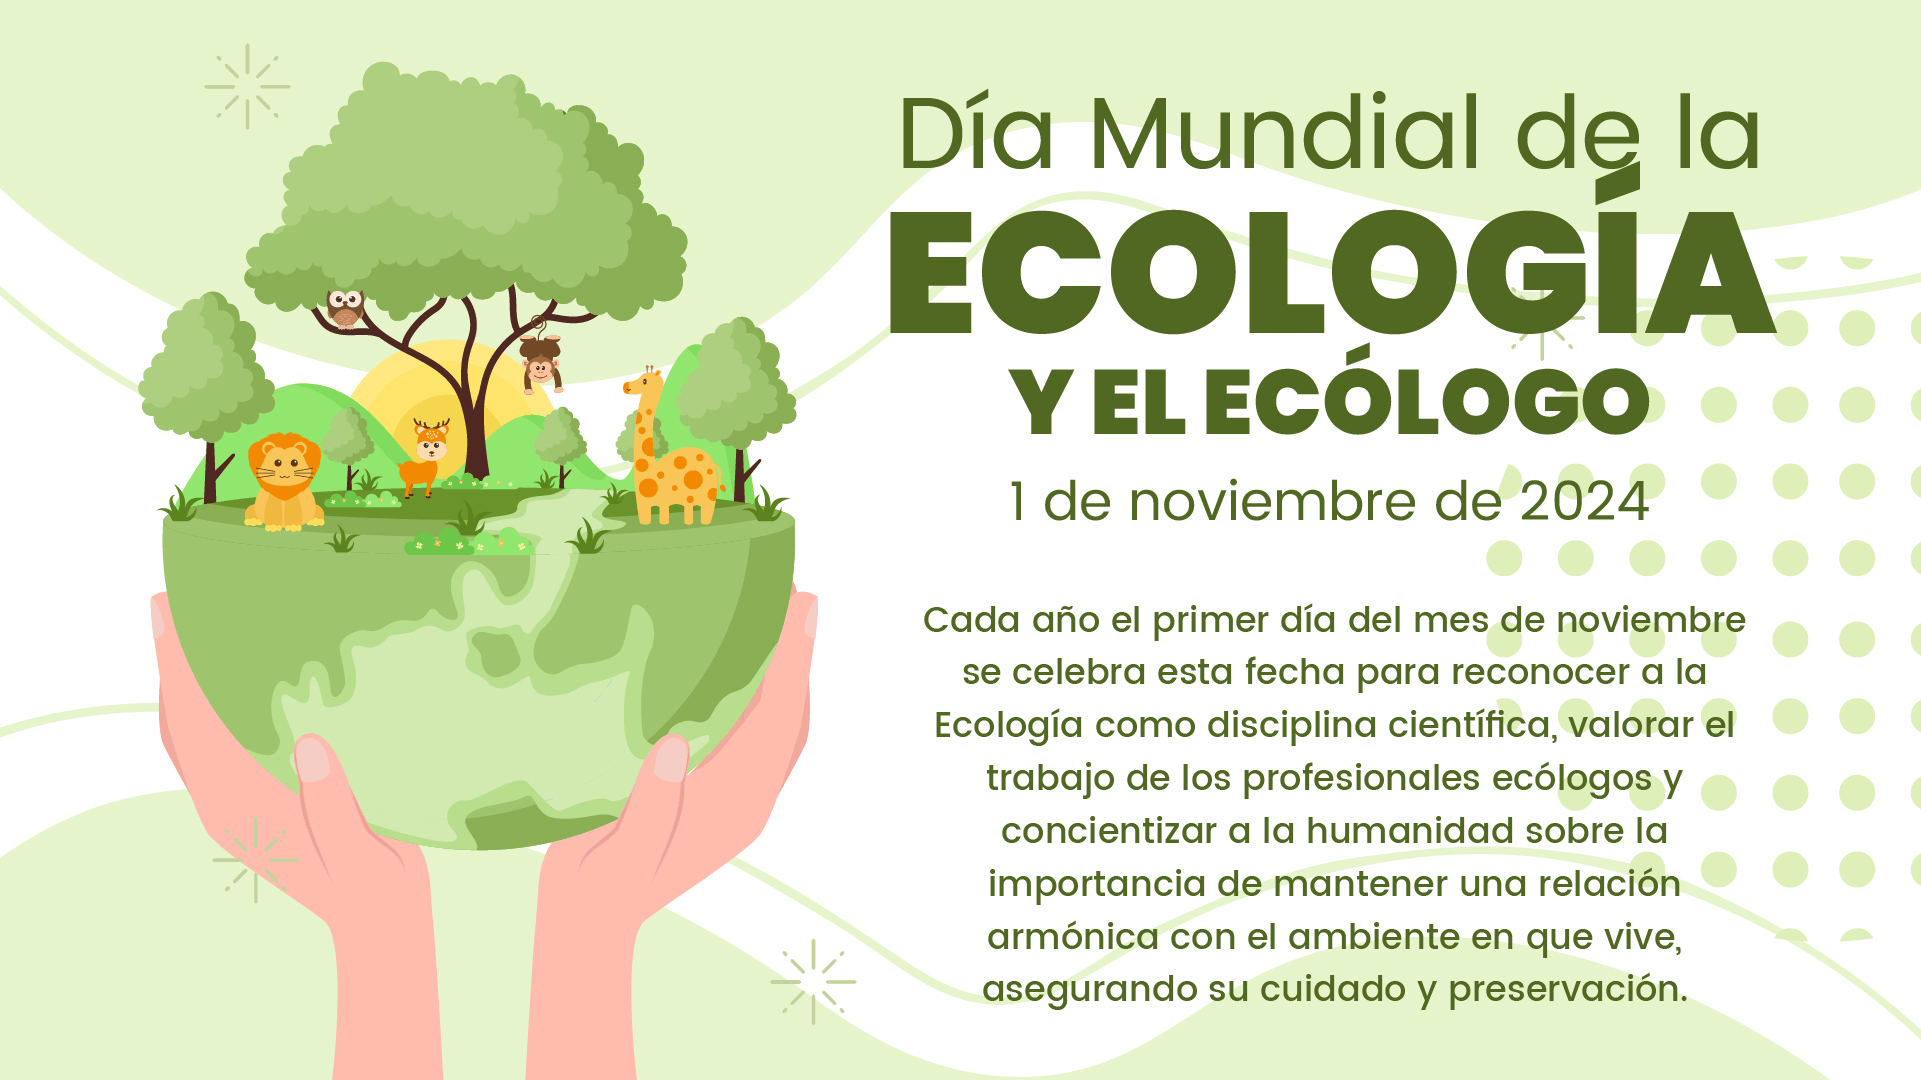 Día Mundial de la
ECOLOGÍA
Y EL ECÓLOGO
1 de noviembre de 2024
Cada año el primer día del mes de noviembre
se celebra esta fecha para reconocer a la
Ecología como disciplina científica, valorar el
trabajo de los profesionales ecólogos y
concientizar a la humanidad sobre la
importancia de mantener una relación
armónica con el ambiente en que vive,
asegurando su cuidado y preservación.